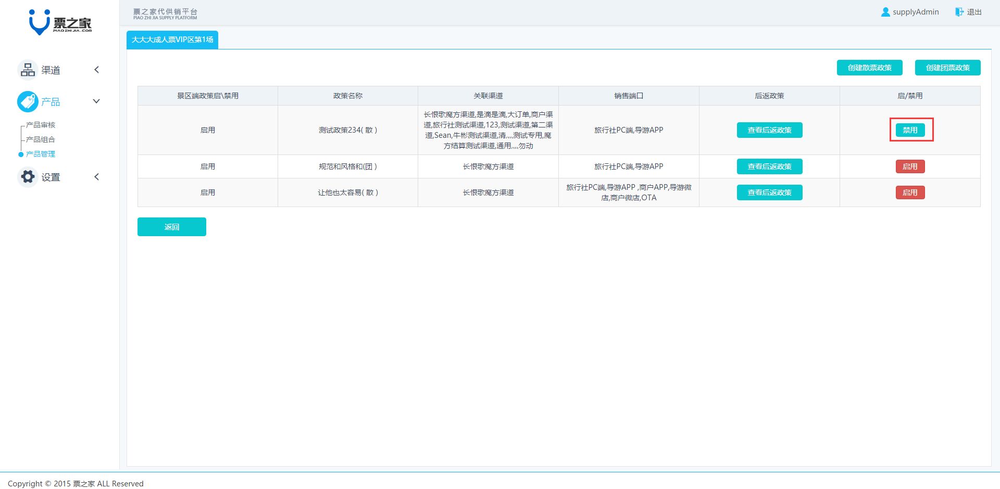 票之家
PIAOZHIJIA.COM
票之家代供销平台
PIAO ZHI JIA SUPPLY PLATFORM
supplyAdmin
退出
渠道
产品
产品审核
产品组合
产品管理
设置
大大大成人票VIP区第1场
创建散票政策
创建团票政策
景区端政策启\禁用
政策名称
关联渠道
销售端口
后返政策
启/禁用
启用
测试政策234( 散 )
长恨歌魔方渠道,是滴是滴,大订单,商户渠
道,旅行社测试渠道,123,测试渠道,第二渠
道,Sean,牛彬测试渠道,清灬测试专用,魔
方结算测试渠道,通用灬勿动
旅行社PC端,导游APP
查看后返政策
禁用
启用
规范和风格和(团 )
长恨歌魔方渠道
旅行社PC端,导游APP
查看后返政策
启用
启用
让他也太容易( 散 )
长恨歌魔方渠道
旅行社PC端,导游APP ,商户APP,导游微
店,商户微店,OTA
查看后返政策
启用
返回
Copyright © 2015 票之家 ALL Reserved